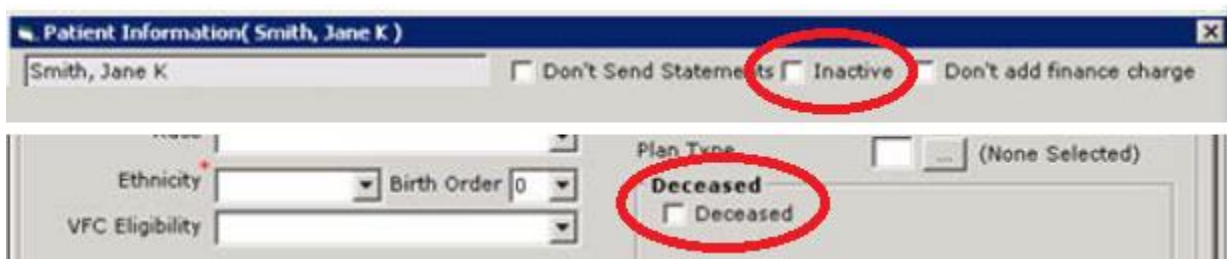 Patient Information( Smith, Jane K )
Smith, Jane K Don't Send Statements Inactive Don't add finance charge
Plan Type ... (None Selected)
Ethnicity * Birth Order 0
Deceased
Deceased
VFC Eligibility